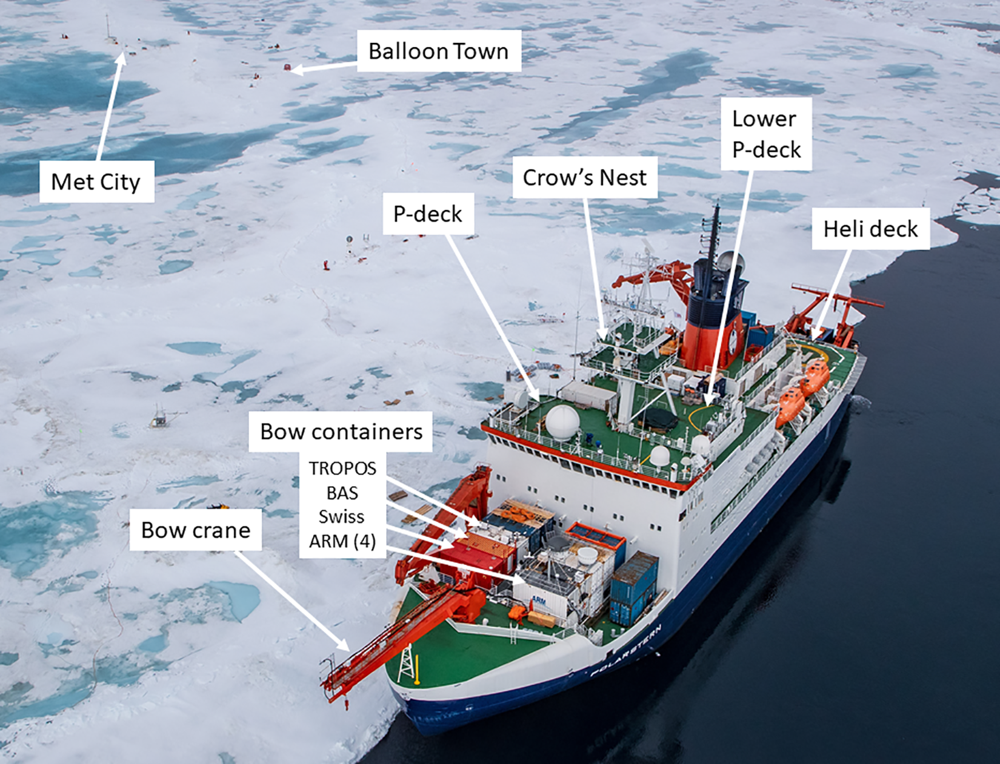 Balloon Town
Lower
P-deck
Met City
Crow's Nest
P-deck
Heli deck
Bow containers
TROPOS
BAS
Swiss
ARM (4)
Bow crane
ARM
POLARSTERN